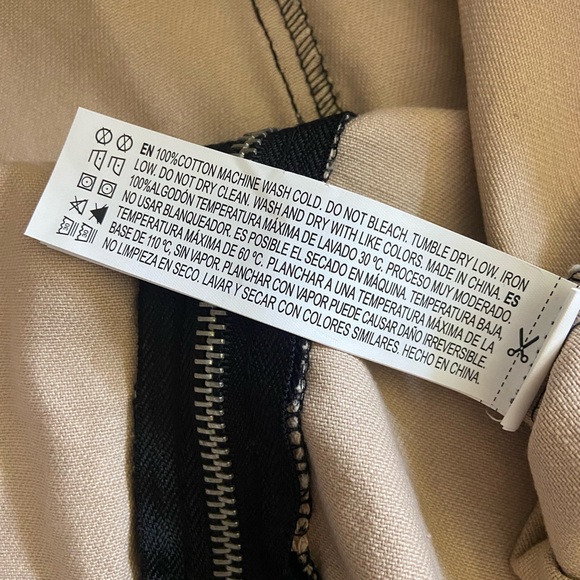 EN 100%COTTON MACHINE WASH COLD. DO NOT BLEACH. TUMBLE DRY LOW. IRON
LOW. DO NOT DRY CLEAN. WASH AND DRY WITH LIKE COLORS. MADE IN CHINA. ES
100%ALGODÓN TEMPERATURA MÁXIMA DE LAVADO 30 ºC, PROCESO MUY MODERADO.
NO USAR BLANQUEADOR. ES POSIBLE EL SECADO EN MAQUINA. TEMPERATURA BAJA,
TEMPERATURA MÁXIMA DE 60 ºC. PLANCHAR A UNA TEMPERATURA MÁXIMA DE LA
BASE DE 110 ºC, SIN VAPOR. PLANCHAR CON VAPOR PUEDE CAUSAR DAÑO IRREVERSIBLE
NO LIMPIEZA EN SECO, LAVAR Y SECAR CON COLORES SIMILARES. HECHO EN CHINA.